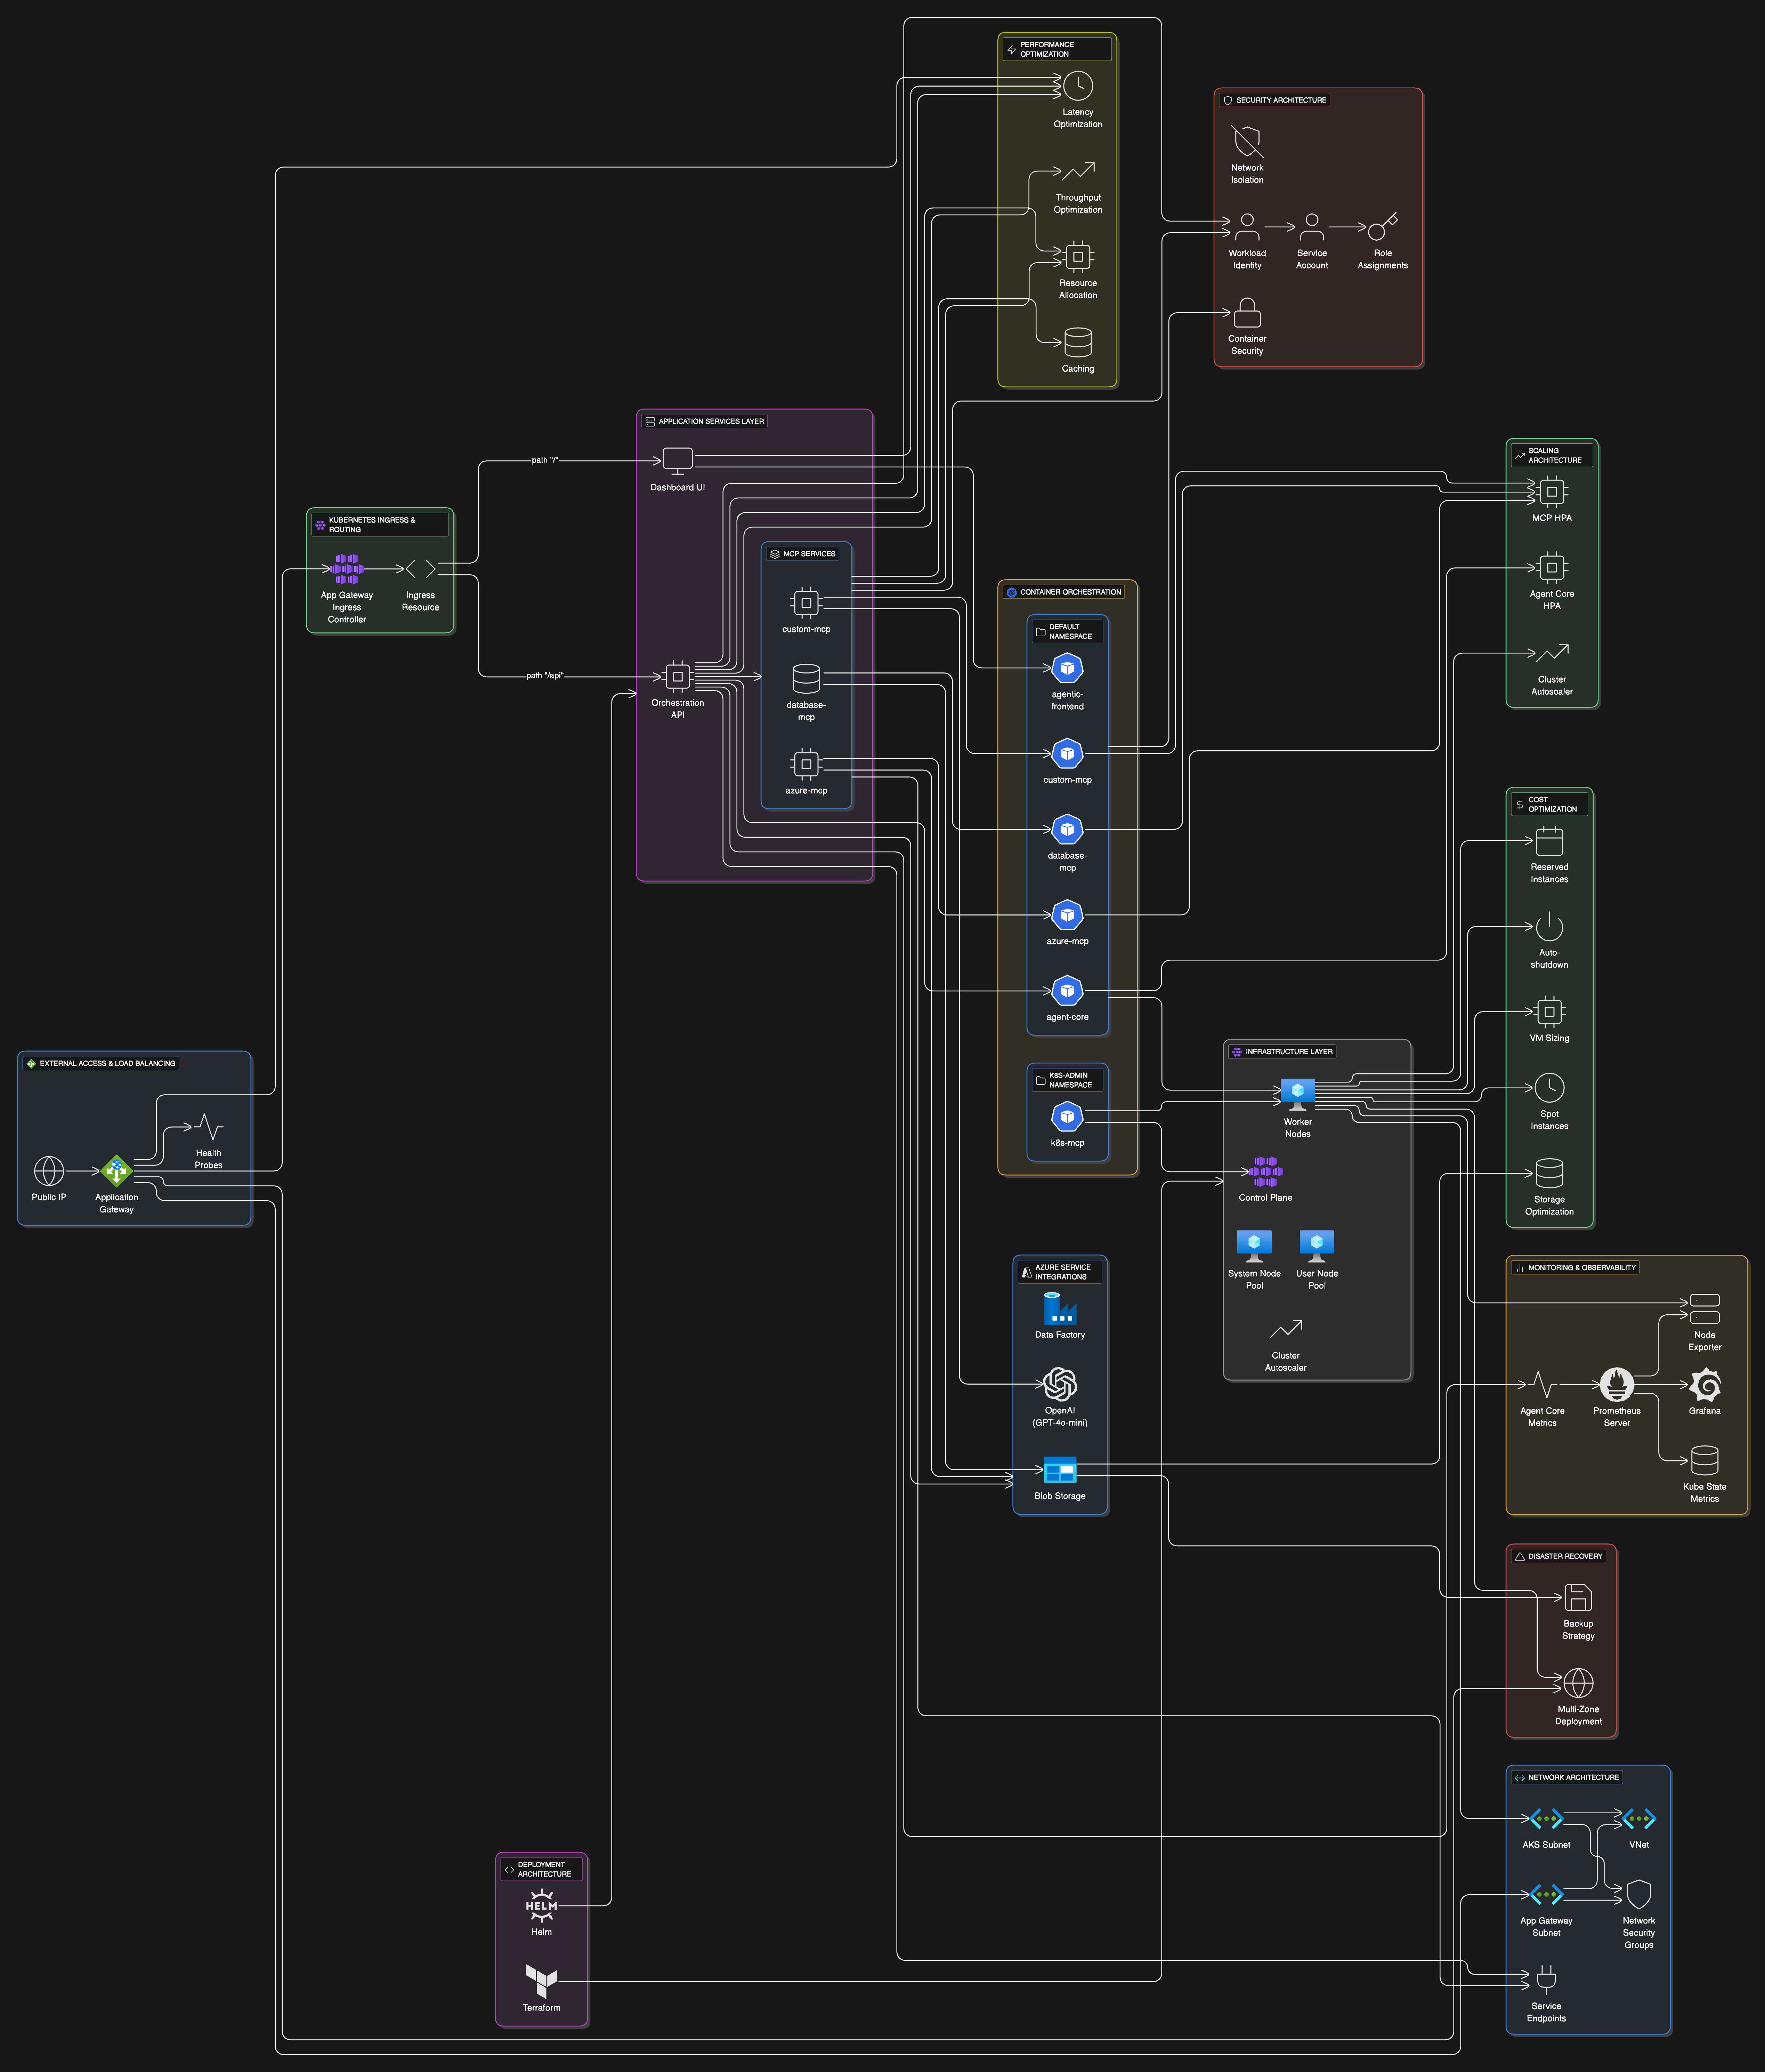 PERFORMANCE
OPTIMIZATION
Latency
Optimization
Throughput
Optimization
Resource
Allocation
Caching
SECURITY ARCHITECTURE
Network
Isolation
Workload
Identity
Service
Account
Role
Assignments
Container
Security
APPLICATION SERVICES LAYER
path "/"
Dashboard UI
path "/api"
Orchestration
API
MCP SERVICES
custom-mcp
database-
mcp
azure-mcp
KUBERNETES INGRESS &
ROUTING
App Gateway
Ingress
Controller
Ingress
Resource
SCALING
ARCHITECTURE
MCP HPA
Agent Core
HPA
Cluster
Autoscaler
CONTAINER ORCHESTRATION
DEFAULT
NAMESPACE
agentic-
frontend
custom-mcp
database-
mcp
azure-mcp
agent-core
K8S-ADMIN
NAMESPACE
k8s-mcp
COST
OPTIMIZATION
Reserved
Instances
Auto-
shutdown
VM Sizing
Spot
Instances
Storage
Optimization
EXTERNAL ACCESS & LOAD BALANCING
Health
Probes
Public IP
Application
Gateway
INFRASTRUCTURE LAYER
Worker
Nodes
Control Plane
System Node
Pool
User Node
Pool
Cluster
Autoscaler
AZURE SERVICE
INTEGRATIONS
Data Factory
OpenAI
(GPT-4o-mini)
Blob Storage
MONITORING & OBSERVABILITY
Node
Exporter
Agent Core
Metrics
Prometheus
Server
Grafana
Kube State
Metrics
DISASTER RECOVERY
Backup
Strategy
Multi-Zone
Deployment
NETWORK ARCHITECTURE
AKS Subnet
VNet
App Gateway
Subnet
Network
Security
Groups
Service
Endpoints
DEPLOYMENT
ARCHITECTURE
HELM
Helm
Terraform